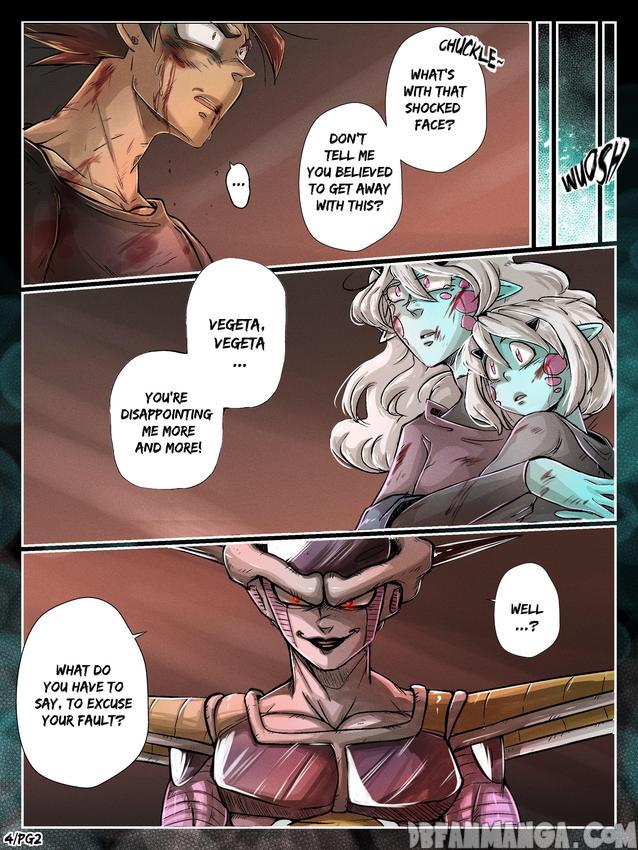 CHUCKLE~
WHAT'S
WITH THAT
SHOCKED
FACE?
DON'T
TELL ME
YOU BELIEVED
TO GET AWAY
WITH THIS?
...
WUOSH
VEGETA,
VEGETA
...
YOU'RE
DISAPPOINTING
ME MORE
AND MORE!
WELL
...?
WHAT DO
YOU HAVE TO
SAY, TO EXCUSE
YOUR FAULT?
4/PG2
DBFANMANGA.COM